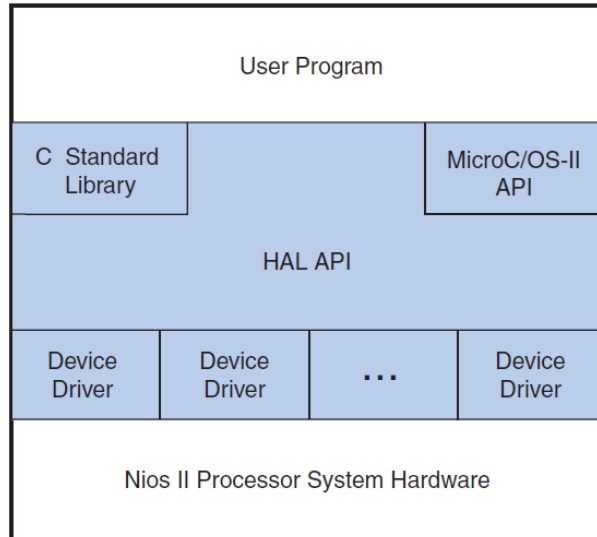 User Program
C Standard
Library
MicroC/OS-II
API
HAL API
Device
Driver
Device
Driver
...
Device
Driver
Nios II Processor System Hardware